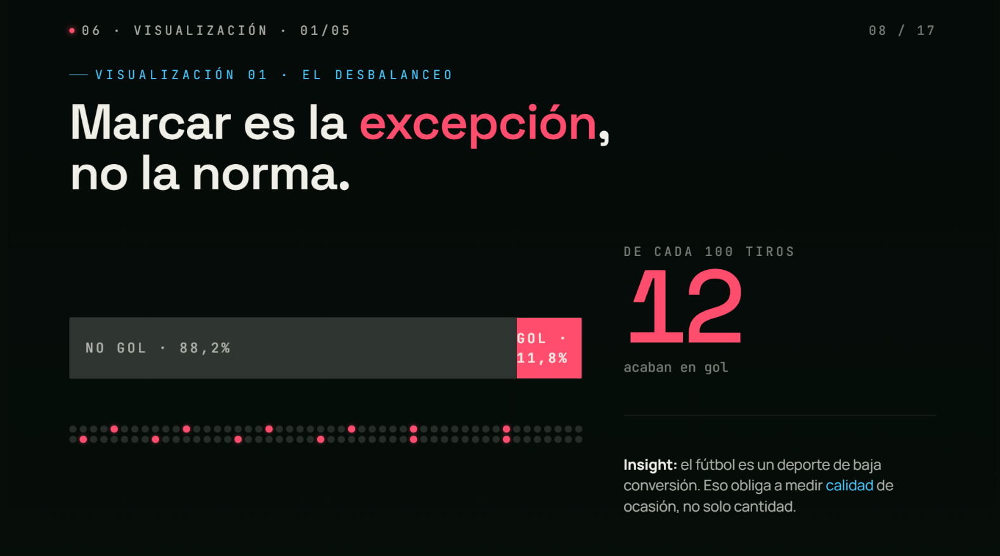 06 · VISUALIZACIÓN · 01/05
08 / 17
VISUALIZACIÓN 01 · EL DESBALANCEO
Marcar es la excepción,
no la norma.
DE CADA 100 TIROS
12
acaban en gol
NO GOL · 88,2%
GOL ·
11,8%
Insight: el fútbol es un deporte de baja
conversión. Eso obliga a medir calidad de
ocasión, no solo cantidad.